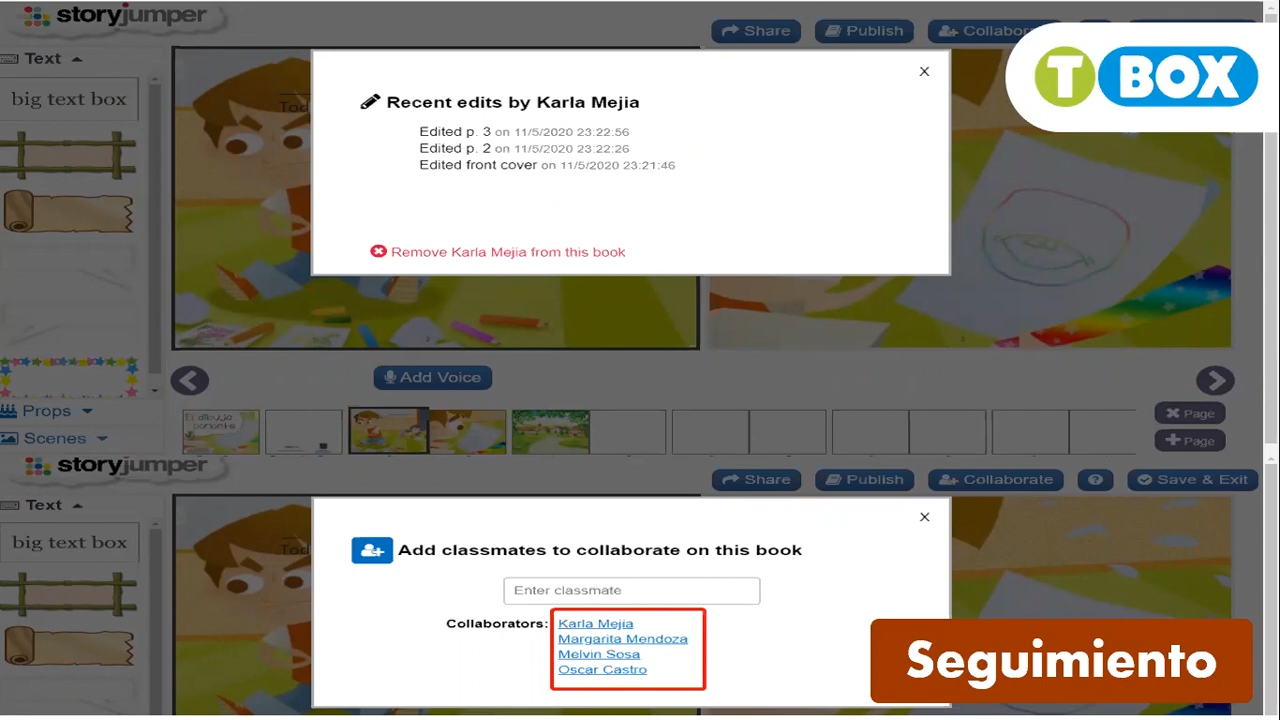 storyjumper
Share
Publish
T BOX
Text
big text box
Recent edits by Karla Mejia
Edited p. 3 on 11/5/2020 23:22:56
Edited p. 2 on 11/5/2020 23:22:26
Edited front cover on 11/5/2020 23:21:46
Remove Karla Mejia from this book
Add Voice
Props
Scenes
Page
Page
storyjumper
Share
Publish
Collaborate
?
Save & Exit
Text
big text box
Add classmates to collaborate on this book
Enter classmate
Collaborators:
Karla Mejia
Margarita Mendoza
Melvin Sosa
Oscar Castro
Seguimiento